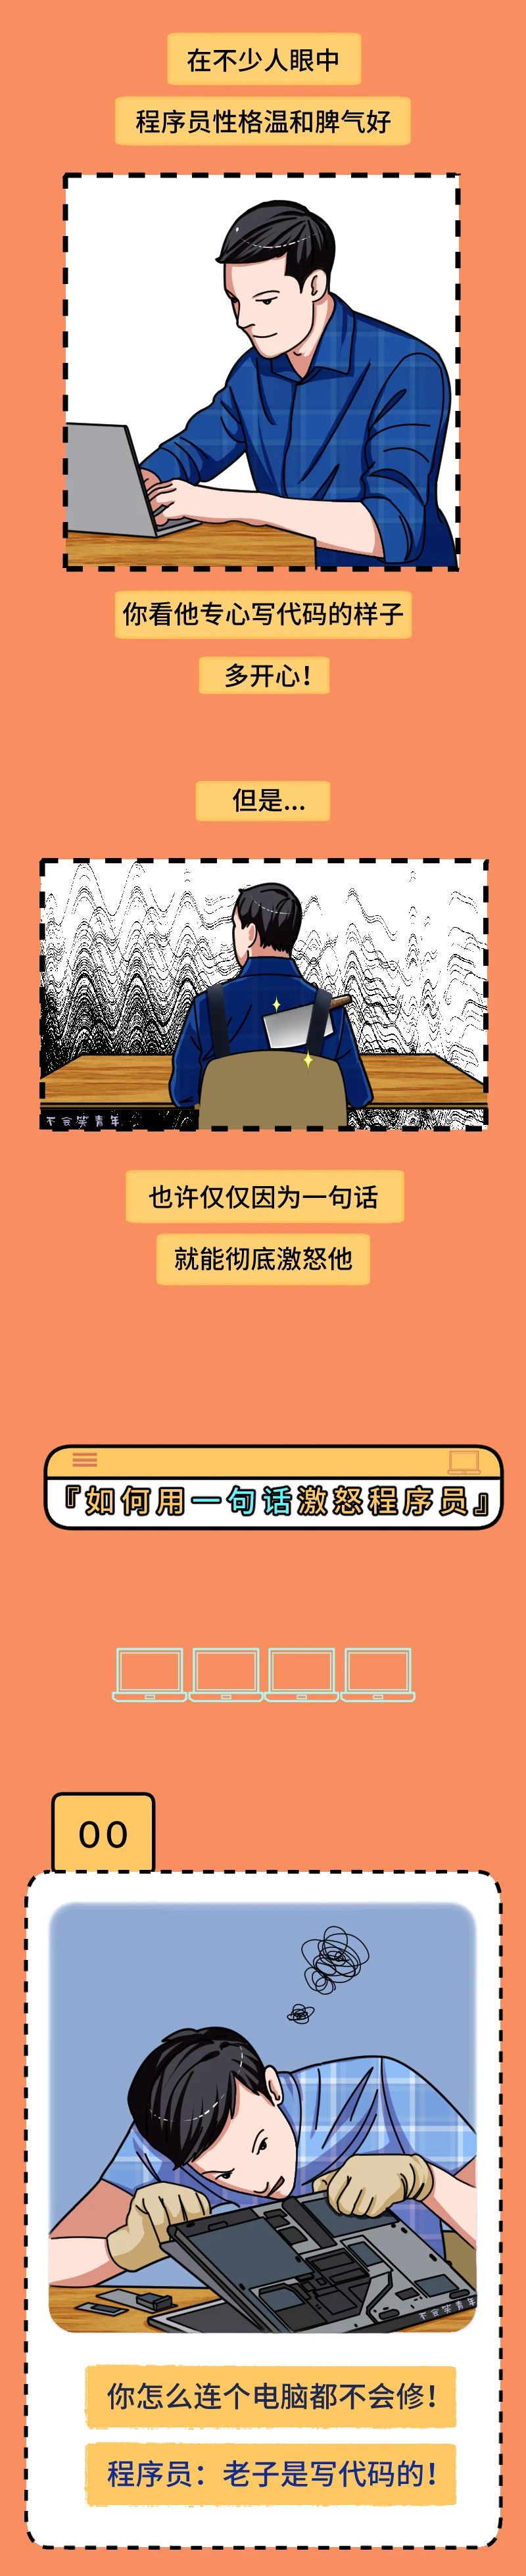 在不少人眼中
程序员性格温和脾气好
你看他专心写代码的样子
多开心！
但是...
不会笑青年
也许仅仅因为一句话
就能彻底激怒他
『如何用一句话激怒程序员』
00
不会笑青年
你怎么连个电脑都不会修！
程序员：老子是写代码的！